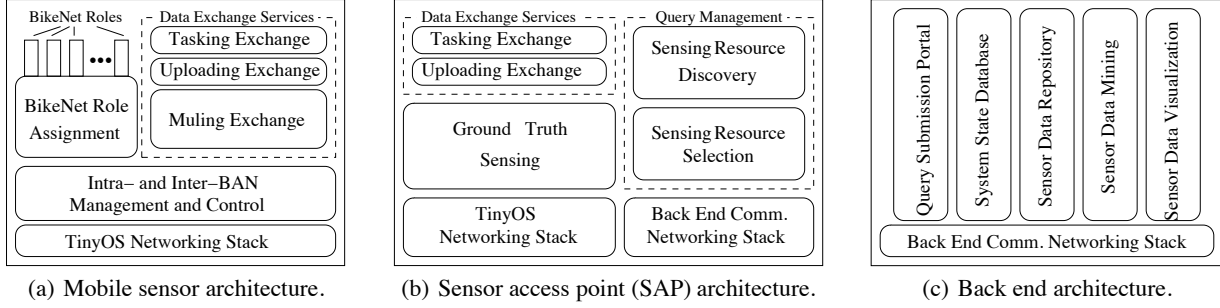 BikeNet Roles
BikeNet Role
Assignment
Data Exchange Services
Tasking Exchange
Uploading Exchange
Muling Exchange
Intra– and Inter–BAN
Management and Control
TinyOS Networking Stack
(a) Mobile sensor architecture.
Data Exchange Services
Tasking Exchange
Uploading Exchange
Query Management
Sensing Resource
Discovery
Sensing Resource
Selection
Ground Truth
Sensing
TinyOS
Networking Stack
Back End Comm.
Networking Stack
(b) Sensor access point (SAP) architecture.
Query Submission Portal
System State Database
Sensor Data Repository
Sensor Data Mining
Sensor Data Visualization
Back End Comm. Networking Stack
(c) Back end architecture.